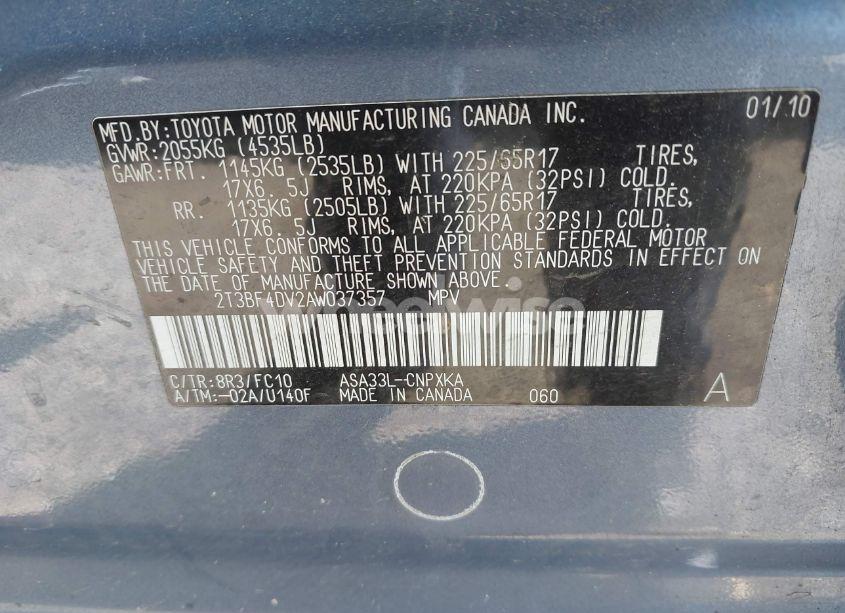 MFD.BY:TOYOTA MOTOR MANUFACTURING CANADA INC. 01/10
GVWR:2055KG (4535LB)
GAWR:FRT. 1145KG (2535LB) WITH 225/65R17 TIRES,
17X6.5J RIMS, AT 220KPA (32PSI) COLD.
RR. 1135KG (2505LB) WITH 225/65R17 TIRES,
17X6.5J RIMS, AT 220KPA (32PSI) COLD.
THIS VEHICLE CONFORMS TO ALL APPLICABLE FEDERAL MOTOR
VEHICLE SAFETY AND THEFT PREVENTION STANDARDS IN EFFECT ON
THE DATE OF MANUFACTURE SHOWN ABOVE.
2T3BF4DV2AW037357 MPV
wheelwise
C/TR:8R3/FC10 ASA33L-CNPXKA
A/TM:-02A/U140F MADE IN CANADA 060 A